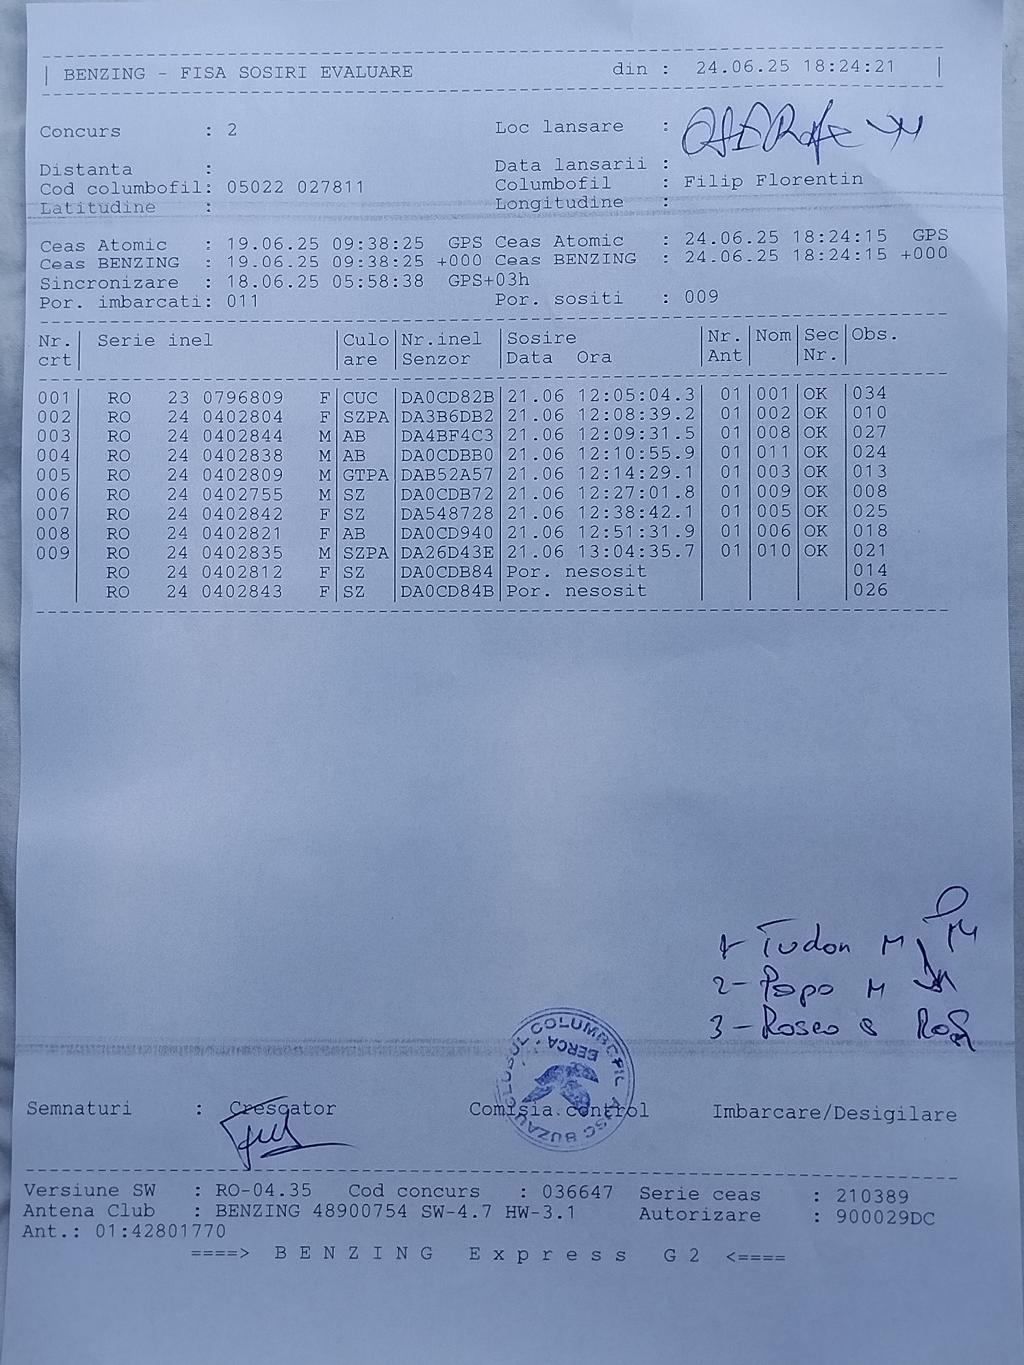 | BENZING - FISA SOSIRI EVALUARE din : 24.06.25 18:24:21 |
Concurs : 2 Loc lansare :
Distanta : Data lansarii :
Cod columbofil: 05022 027811 Columbofil : Filip Florentin
Latitudine : Longitudine :
Ceas Atomic : 19.06.25 09:38:25 GPS Ceas Atomic : 24.06.25 18:24:15 GPS
Ceas BENZING : 19.06.25 09:38:25 +000 Ceas BENZING : 24.06.25 18:24:15 +000
Sincronizare : 18.06.25 05:58:38 GPS+03h
Por. imbarcati: 011 Por. sositi : 009
Nr. | Serie inel |Culo |Nr.inel |Sosire |Nr. |Nom |Sec |Obs.
crt | |are |Senzor |Data Ora |Ant | |Nr. |
001 | RO 23 0796809 F |CUC |DA0CD82B |21.06 12:05:04.3 | 01 |001 |OK |034
002 | RO 24 0402804 F |SZPA |DA3B6DB2 |21.06 12:08:39.2 | 01 |002 |OK |010
003 | RO 24 0402844 M |AB |DA4BF4C3 |21.06 12:09:31.5 | 01 |008 |OK |027
004 | RO 24 0402838 M |AB |DA0CDBB0 |21.06 12:10:55.9 | 01 |011 |OK |024
005 | RO 24 0402809 M |GTPA |DAB52A57 |21.06 12:14:29.1 | 01 |003 |OK |013
006 | RO 24 0402755 M |SZ |DA0CDB72 |21.06 12:27:01.8 | 01 |009 |OK |008
007 | RO 24 0402842 F |SZ |DA548728 |21.06 12:38:42.1 | 01 |005 |OK |025
008 | RO 24 0402821 F |AB |DA0CD940 |21.06 12:51:31.9 | 01 |006 |OK |018
009 | RO 24 0402835 M |SZPA |DA26D43E |21.06 13:04:35.7 | 01 |010 |OK |021
| RO 24 0402812 F |SZ |DA0CDB84 |Por. nesosit | | | |014
| RO 24 0402843 F |SZ |DA0CD84B |Por. nesosit | | | |026
1- Tudor M
2- Popa M
3-
CLUBUL COLUMBOFIL
BERCA
BUZAU
Semnaturi : Crescator Comisia control Imbarcare/Desigilare
Versiune SW : RO-04.35 Cod concurs : 036647 Serie ceas : 210389
Antena Club : BENZING 48900754 SW-4.7 HW-3.1 Autorizare : 900029DC
Ant.: 01:42801770
====> B E N Z I N G E x p r e s s G 2 <====